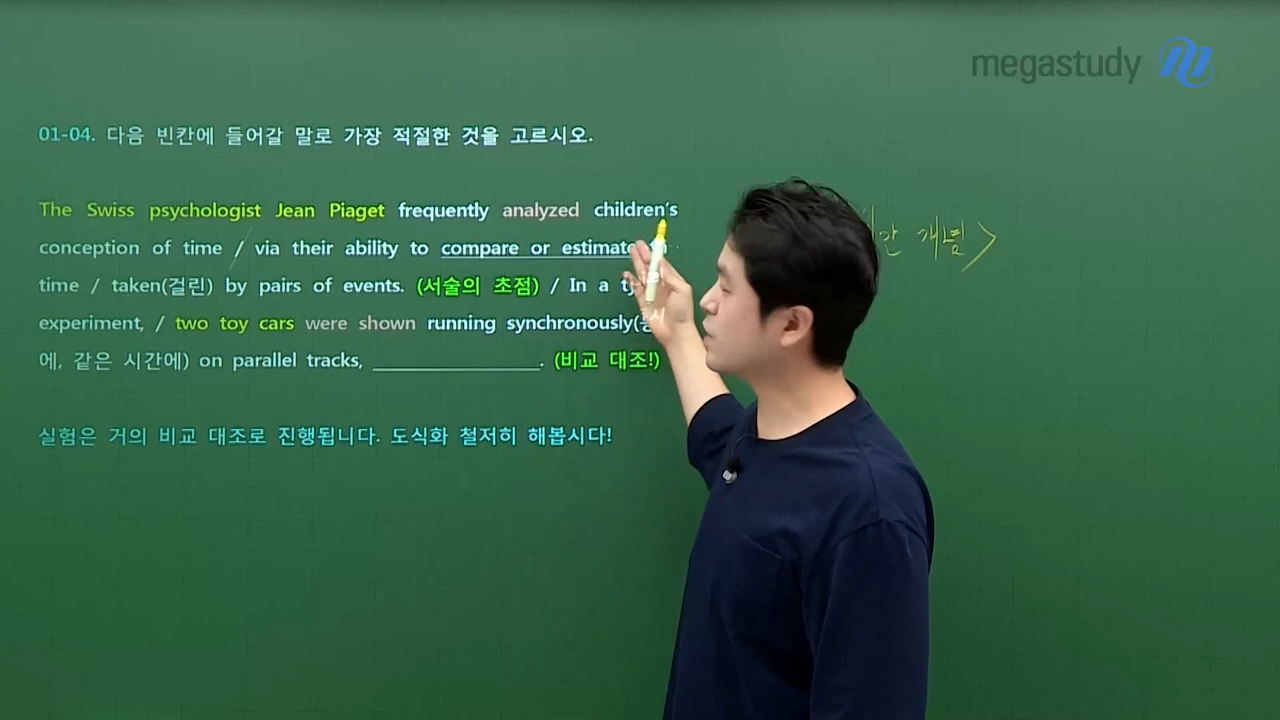 megastudy
01-04. 다음 빈칸에 들어갈 말로 가장 적절한 것을 고르시오.
The Swiss psychologist Jean Piaget frequently analyzed children's
conception of time / via their ability to compare or estimate
time / taken(걸린) by pairs of events. (서술의 초점) / In a
experiment, / two toy cars were shown running synchronously(
에, 같은 시간에) on parallel tracks, ________________. (비교 대조!)
실험은 거의 비교 대조로 진행됩니다. 도식화 철저히 해봅시다!
개념>